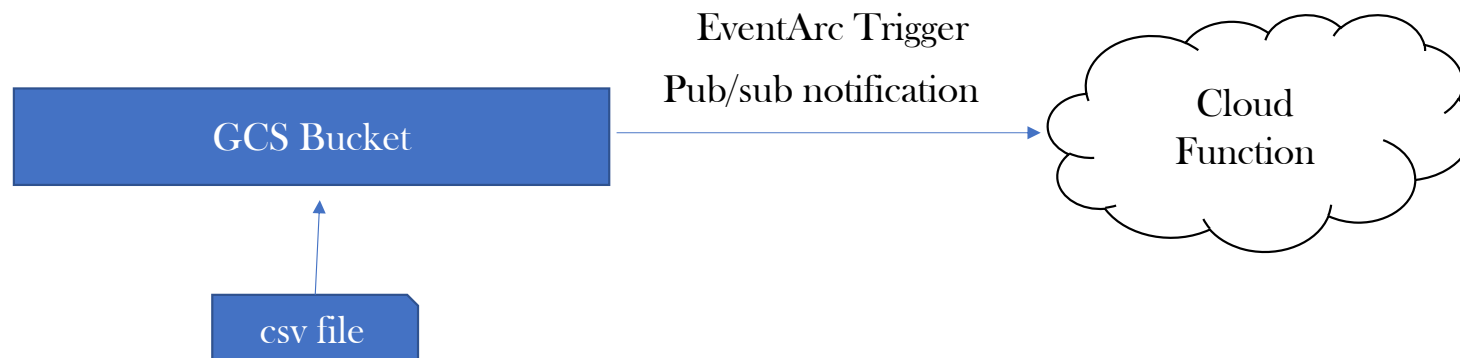 EventArc Trigger
Pub/sub notification
GCS Bucket
Cloud
Function
csv file